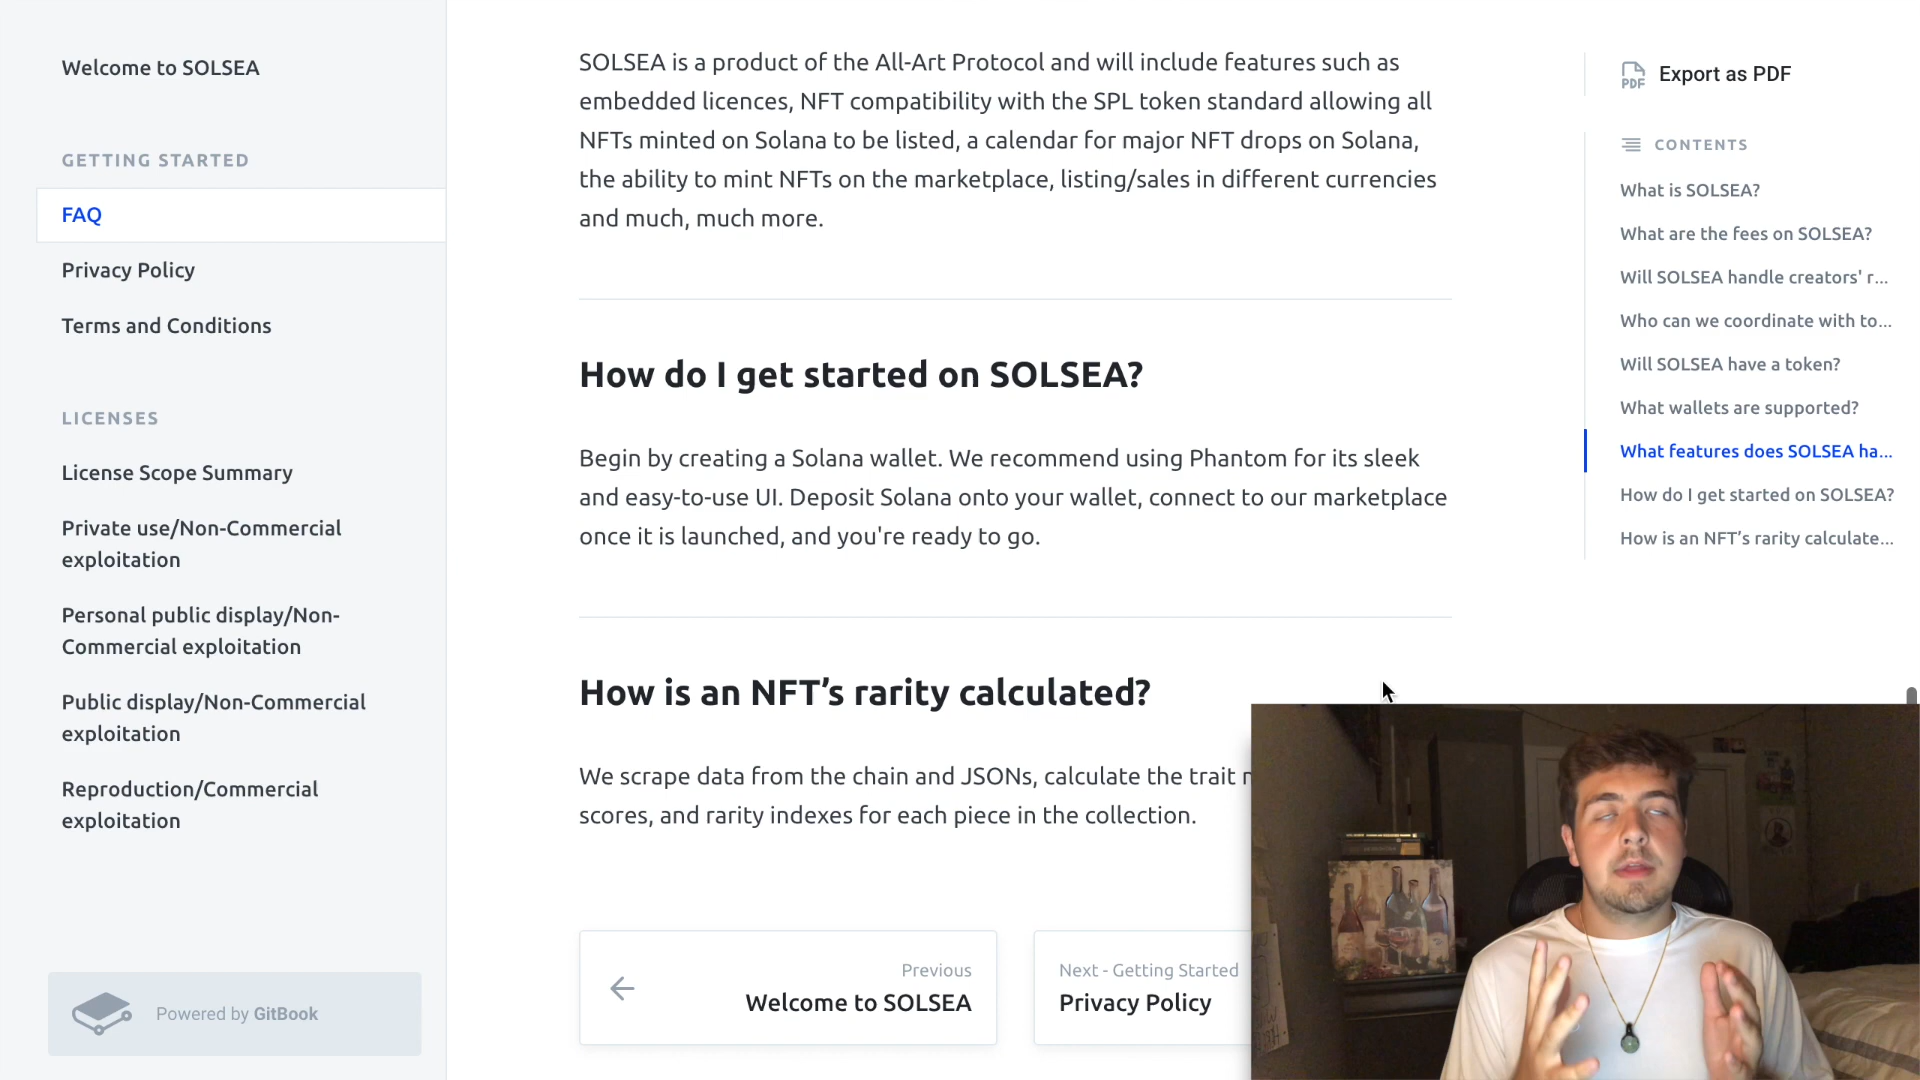 Welcome to SOLSEA
GETTING STARTED
FAQ
Privacy Policy
Terms and Conditions
LICENSES
License Scope Summary
Private use/Non-Commercial
exploitation
Personal public display/Non-
Commercial exploitation
Public display/Non-Commercial
exploitation
Reproduction/Commercial
exploitation
Powered by GitBook
SOLSEA is a product of the All-Art Protocol and will include features such as
embedded licences, NFT compatibility with the SPL token standard allowing all
NFTs minted on Solana to be listed, a calendar for major NFT drops on Solana,
the ability to mint NFTs on the marketplace, listing/sales in different currencies
and much, much more.
How do I get started on SOLSEA?
Begin by creating a Solana wallet. We recommend using Phantom for its sleek
and easy-to-use UI. Deposit Solana onto your wallet, connect to our marketplace
once it is launched, and you're ready to go.
How is an NFT’s rarity calculated?
We scrape data from the chain and JSONs, calculate the trait
scores, and rarity indexes for each piece in the collection.
Previous
Welcome to SOLSEA
Next - Getting Started
Privacy Policy
PDF
Export as PDF
CONTENTS
What is SOLSEA?
What are the fees on SOLSEA?
Will SOLSEA handle creators' r...
Who can we coordinate with to...
Will SOLSEA have a token?
What wallets are supported?
What features does SOLSEA ha...
How do I get started on SOLSEA?
How is an NFT’s rarity calculate...